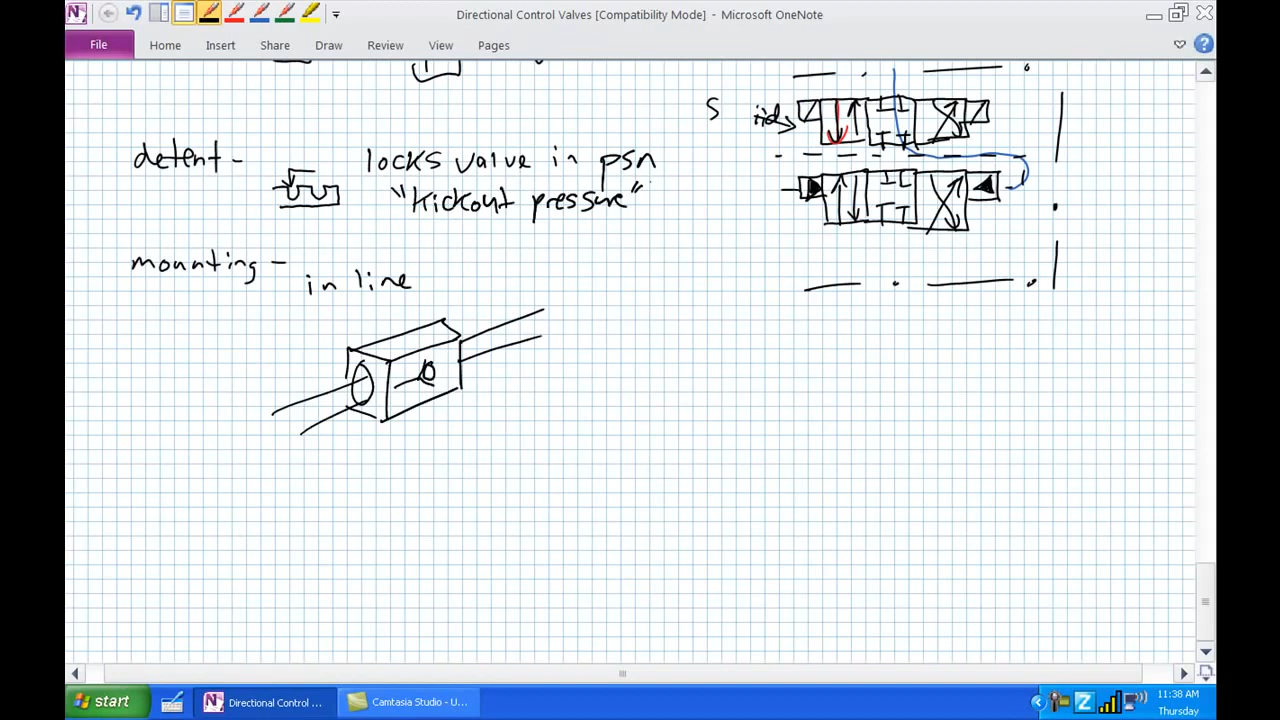 Directional Control Valves [Compatibility Mode] - Microsoft OneNote
File Home Insert Share Draw Review View Pages
S
detent - locks valve in psn
"Kickout pressure"
mounting - in line
start Directional Control ... Camtasia Studio - U... 11:38 AM
Thursday